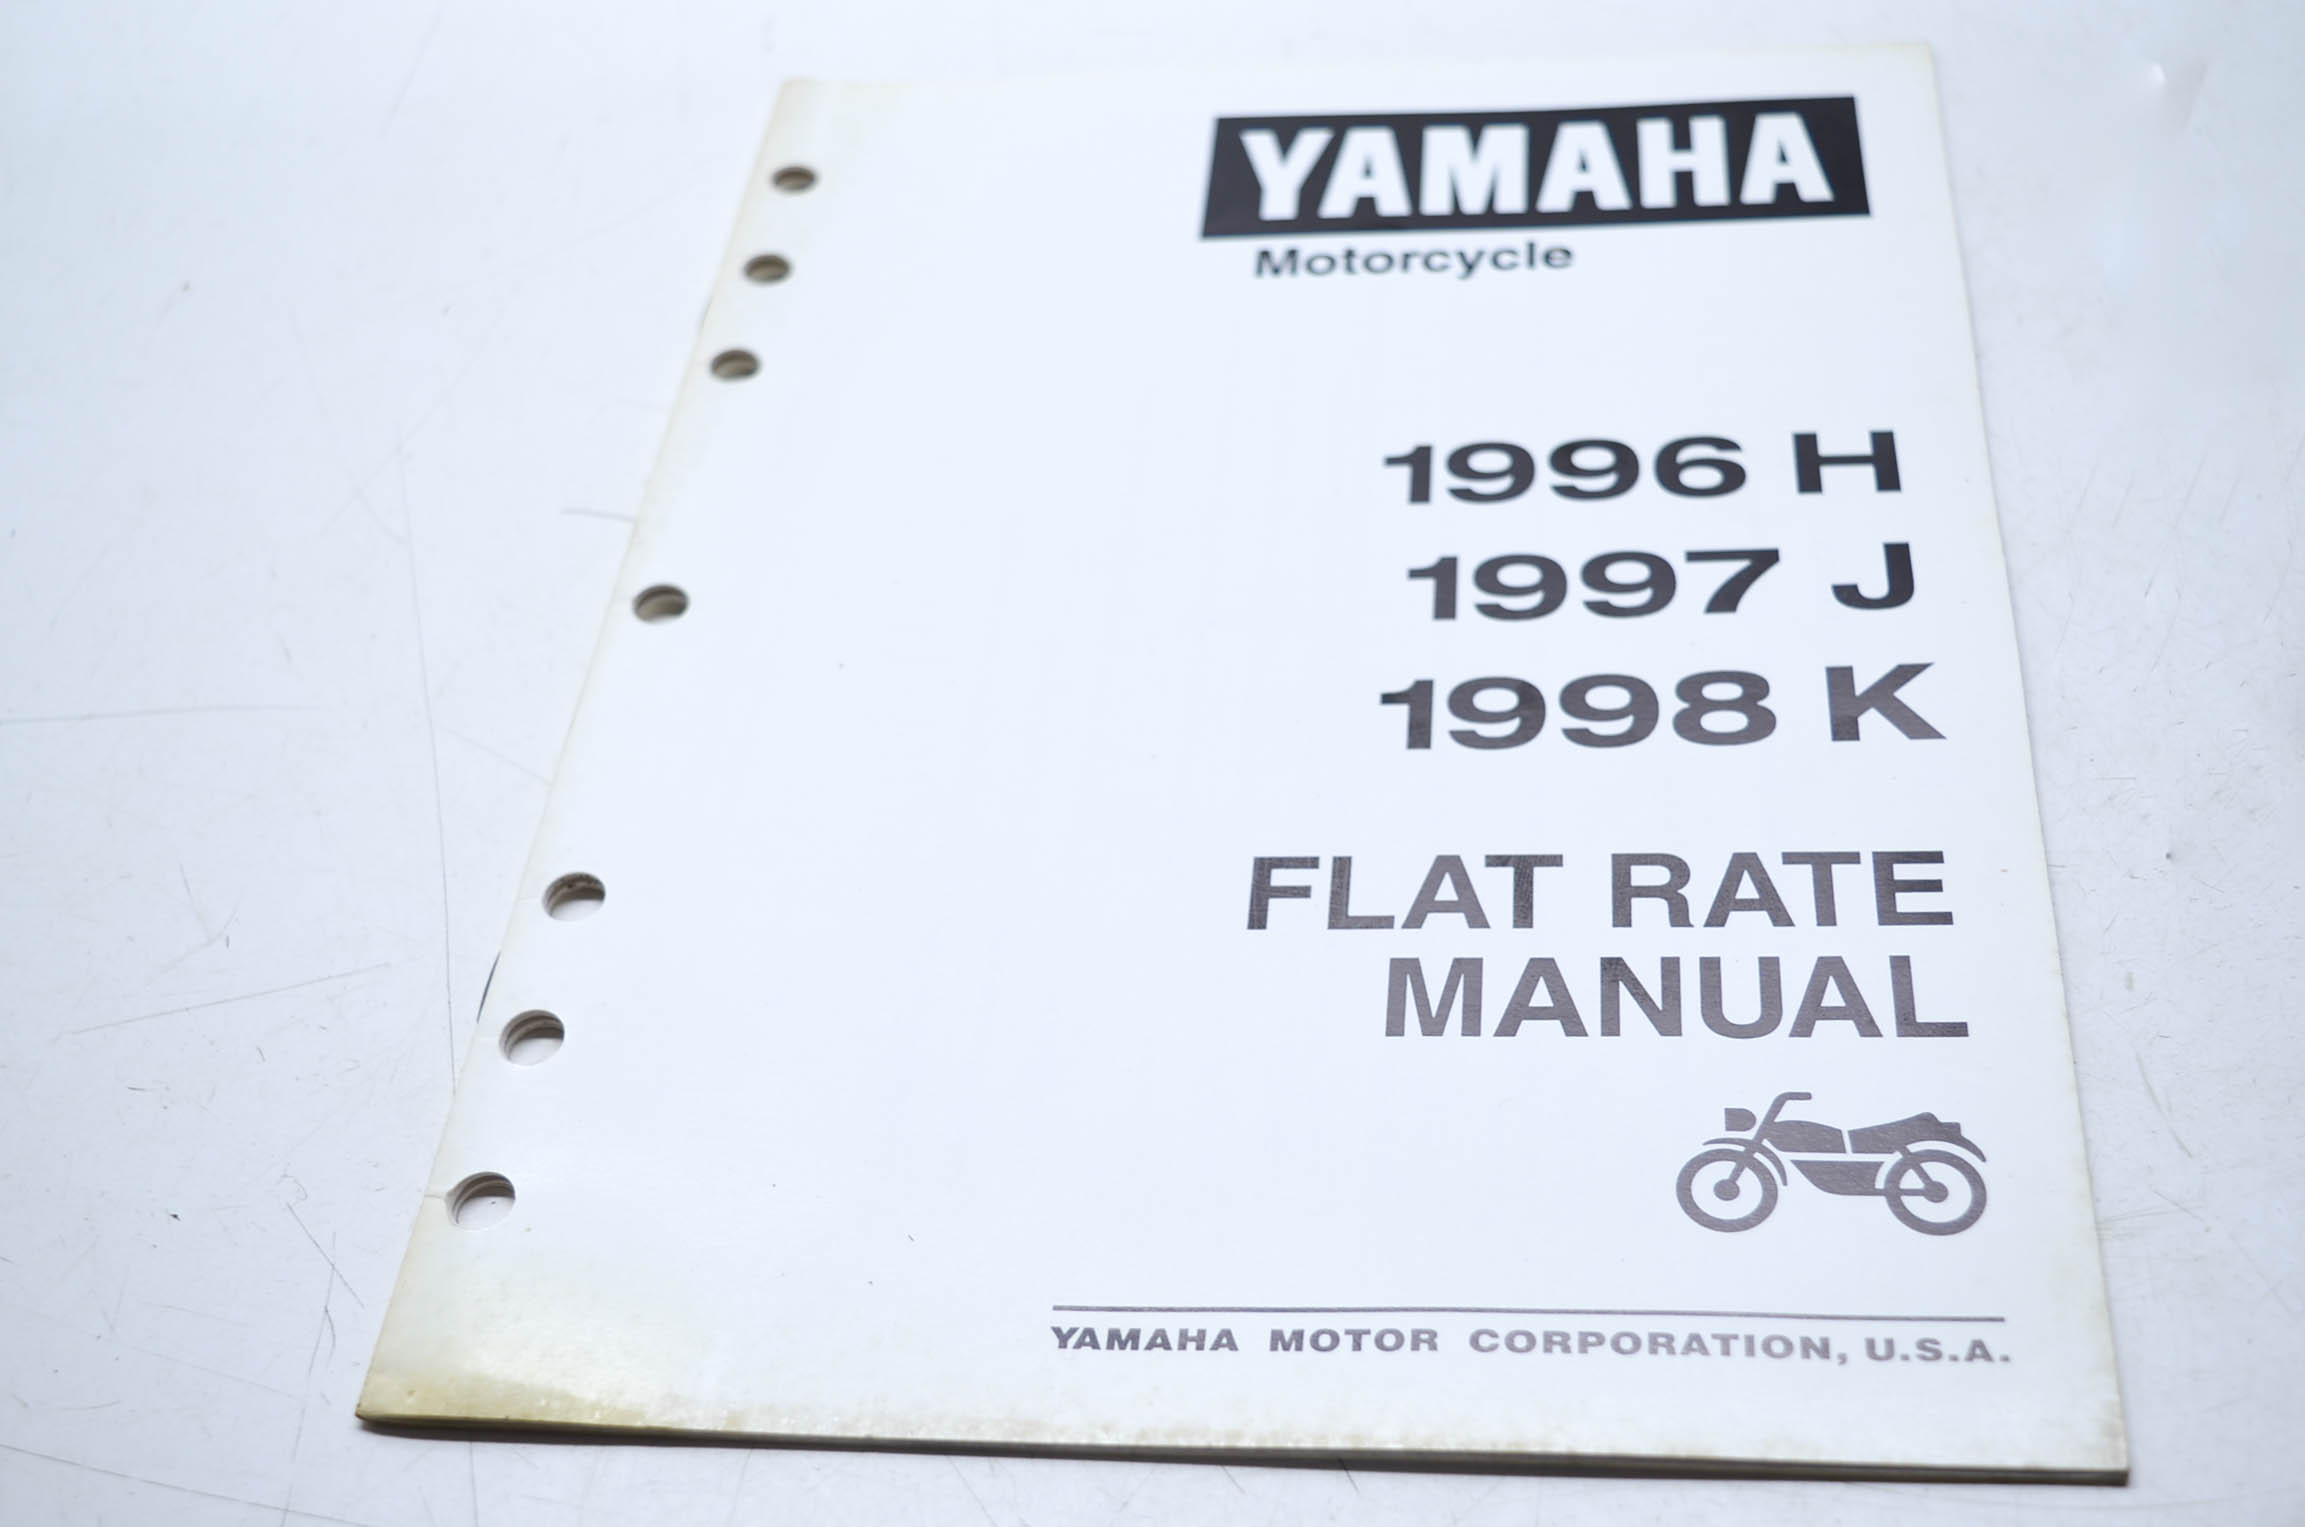 YAMAHA
Motorcycle
1996 H
1997 J
1998 K
FLAT RATE
MANUAL
YAMAHA MOTOR CORPORATION, U.S.A.